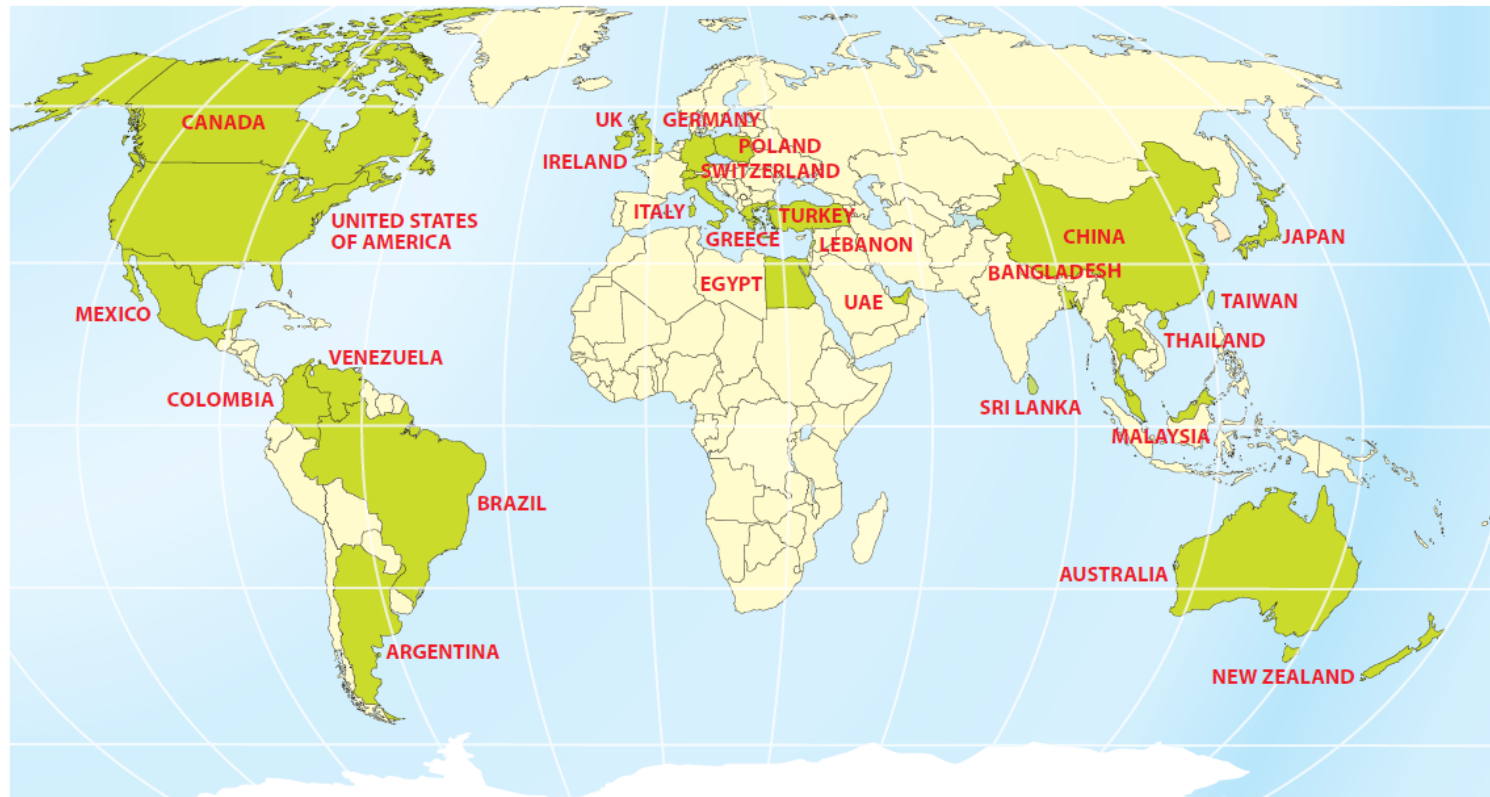 CANADA
UNITED STATES
OF AMERICA
MEXICO
VENEZUELA
COLOMBIA
BRAZIL
ARGENTINA
UK
GERMANY
IRELAND
POLAND
SWITZERLAND
ITALY
TURKEY
GREECE
LEBANON
EGYPT
UAE
CHINA
JAPAN
BANGLADESH
TAIWAN
THAILAND
SRI LANKA
MALAYSIA
AUSTRALIA
NEW ZEALAND